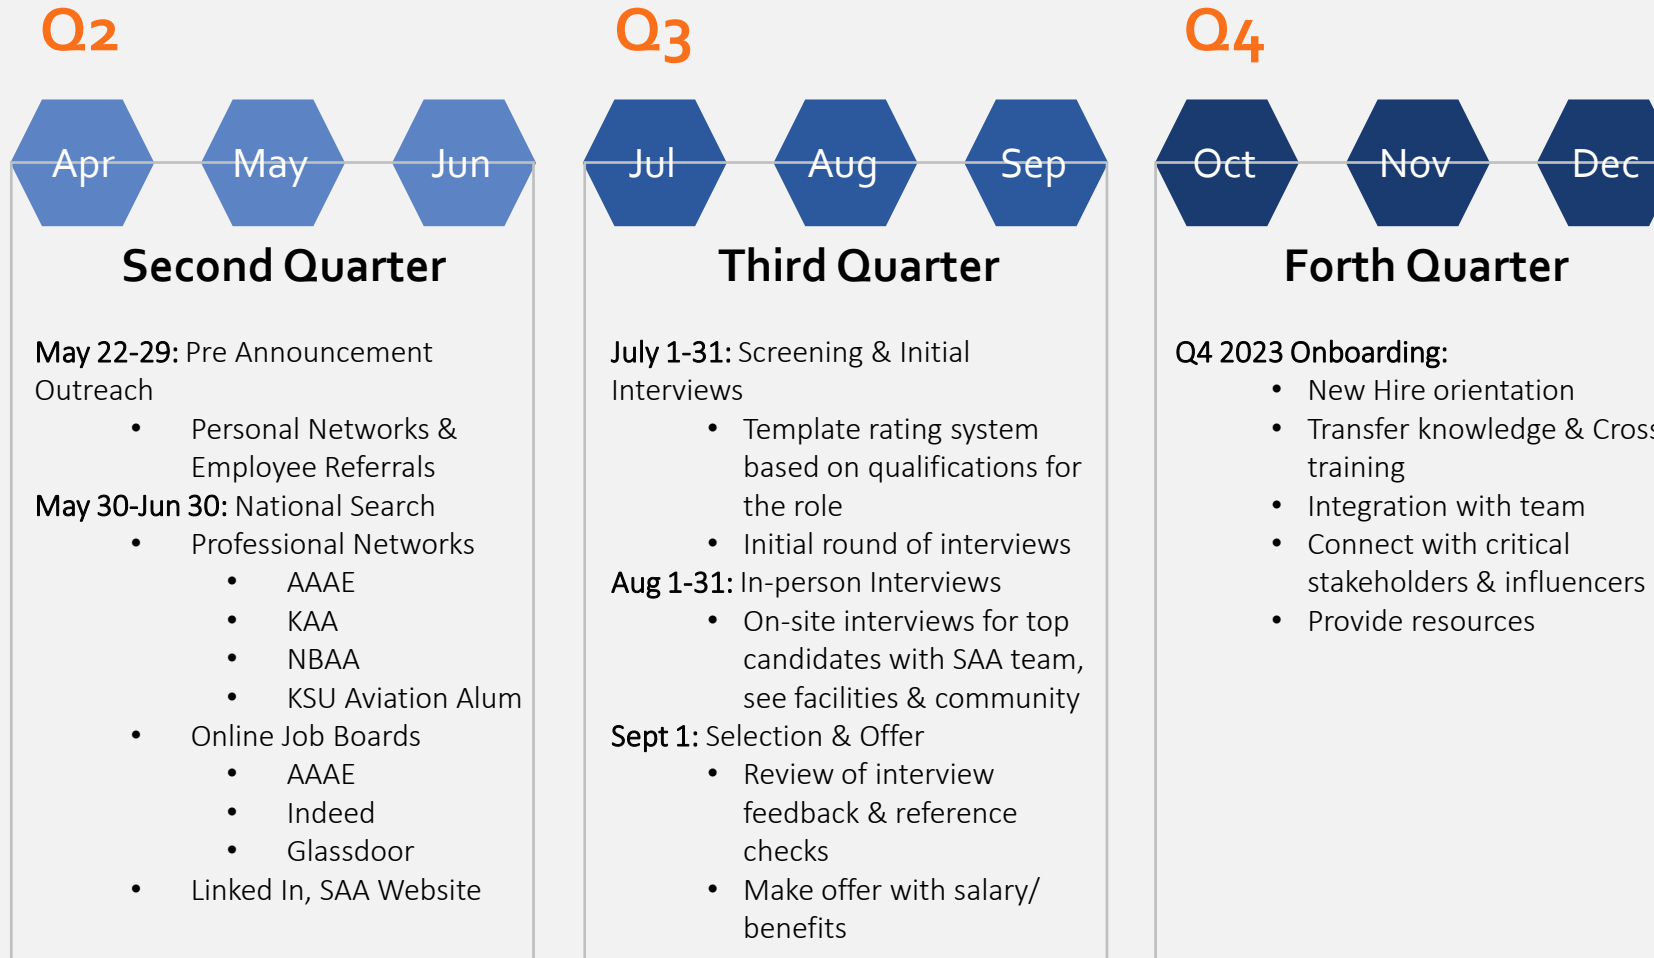 Q2
Apr
May
Jun
Second Quarter
May 22-29: Pre Announcement
Outreach
• Personal Networks &
Employee Referrals
May 30-Jun 30: National Search
• Professional Networks
• AAAE
• KAA
• NBAA
• KSU Aviation Alum
• Online Job Boards
• AAAE
• Indeed
• Glassdoor
• Linked In, SAA Website
Q3
Jul
Aug
Sep
Third Quarter
July 1-31: Screening & Initial
Interviews
• Template rating system
based on qualifications for
the role
• Initial round of interviews
Aug 1-31: In-person Interviews
• On-site interviews for top
candidates with SAA team,
see facilities & community
Sept 1: Selection & Offer
• Review of interview
feedback & reference
checks
• Make offer with salary/
benefits
Q4
Oct
Nov
Dec
Forth Quarter
Q4 2023 Onboarding:
• New Hire orientation
• Transfer knowledge & Cross
training
• Integration with team
• Connect with critical
stakeholders & influencers
• Provide resources